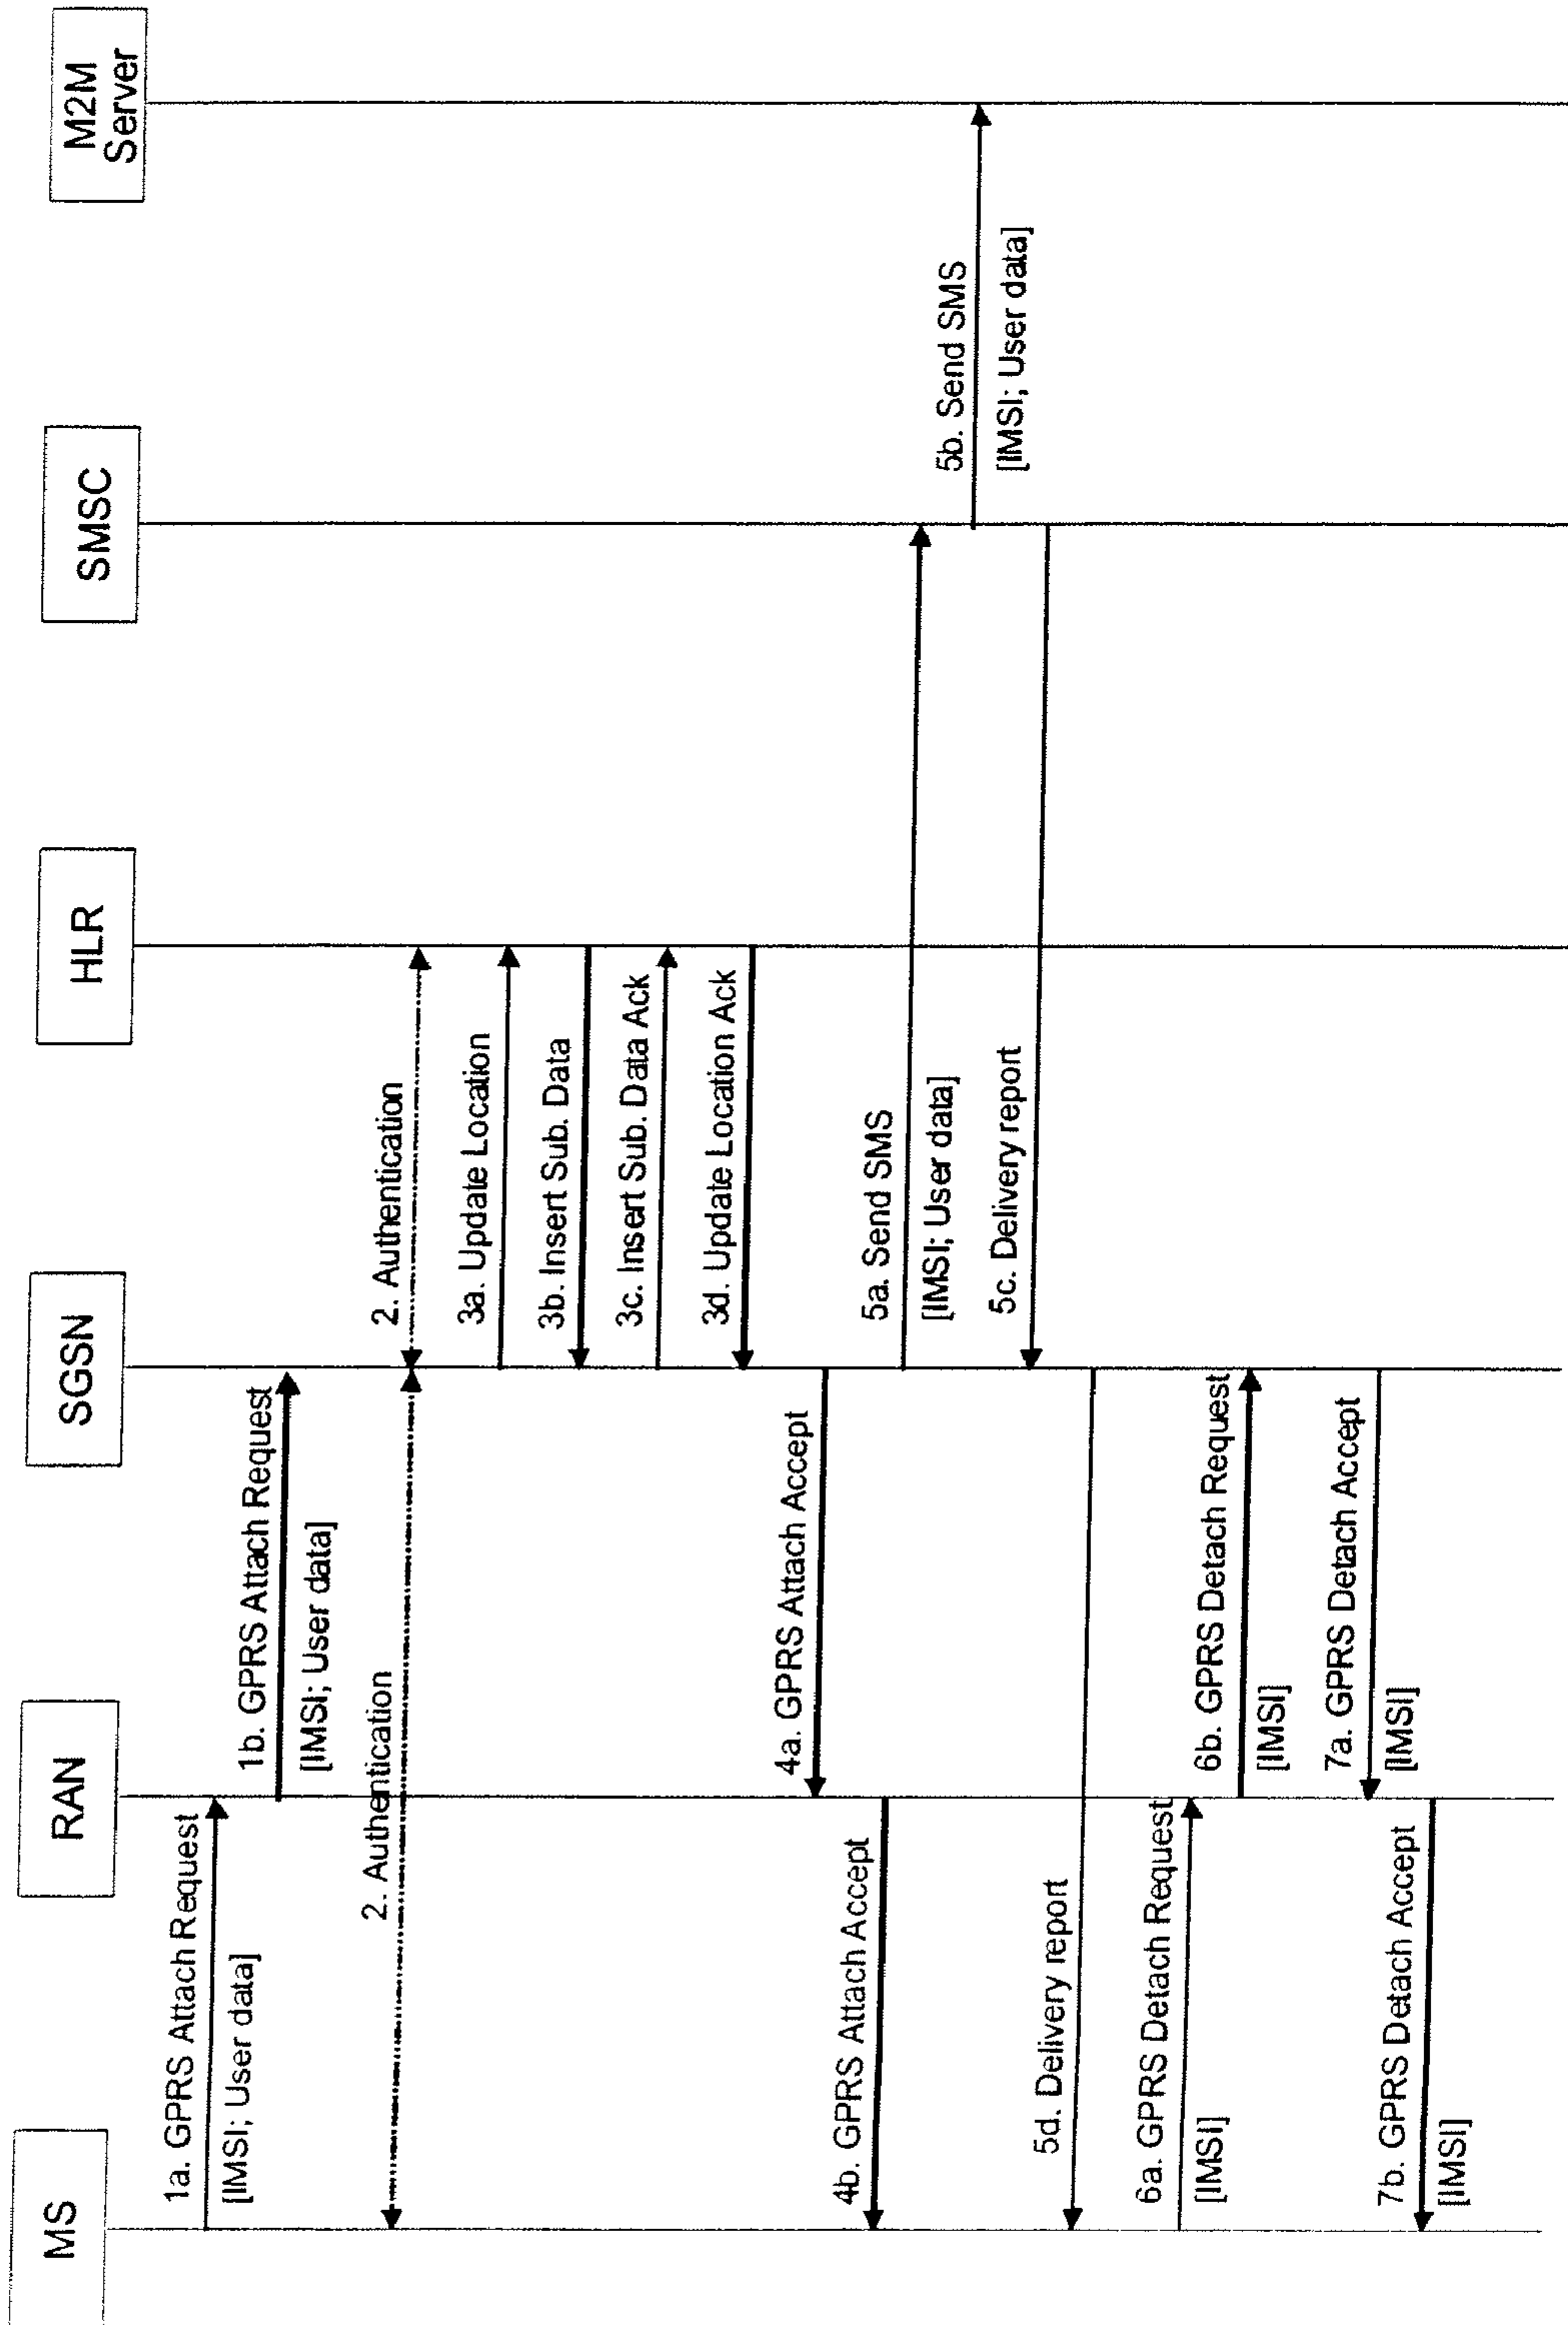 MS
RAN
SGSN
HLR
SMSC
M2M
Server
1a. GPRS Attach Request
[IMSI; User data]
1b. GPRS Attach Request
[IMSI; User data]
2. Authentication
2. Authentication
3a. Update Location
3b. Insert Sub. Data
3c. Insert Sub. Data Ack
3d. Update Location Ack
4a. GPRS Attach Accept
4b. GPRS Attach Accept
5a. Send SMS
[IMSI; User data]
5b. Send SMS
[IMSI; User data]
5c. Delivery report
5d. Delivery report
6a. GPRS Detach Request
[IMSI]
6b. GPRS Detach Request
[IMSI]
7a. GPRS Detach Accept
[IMSI]
7b. GPRS Detach Accept
[IMSI]